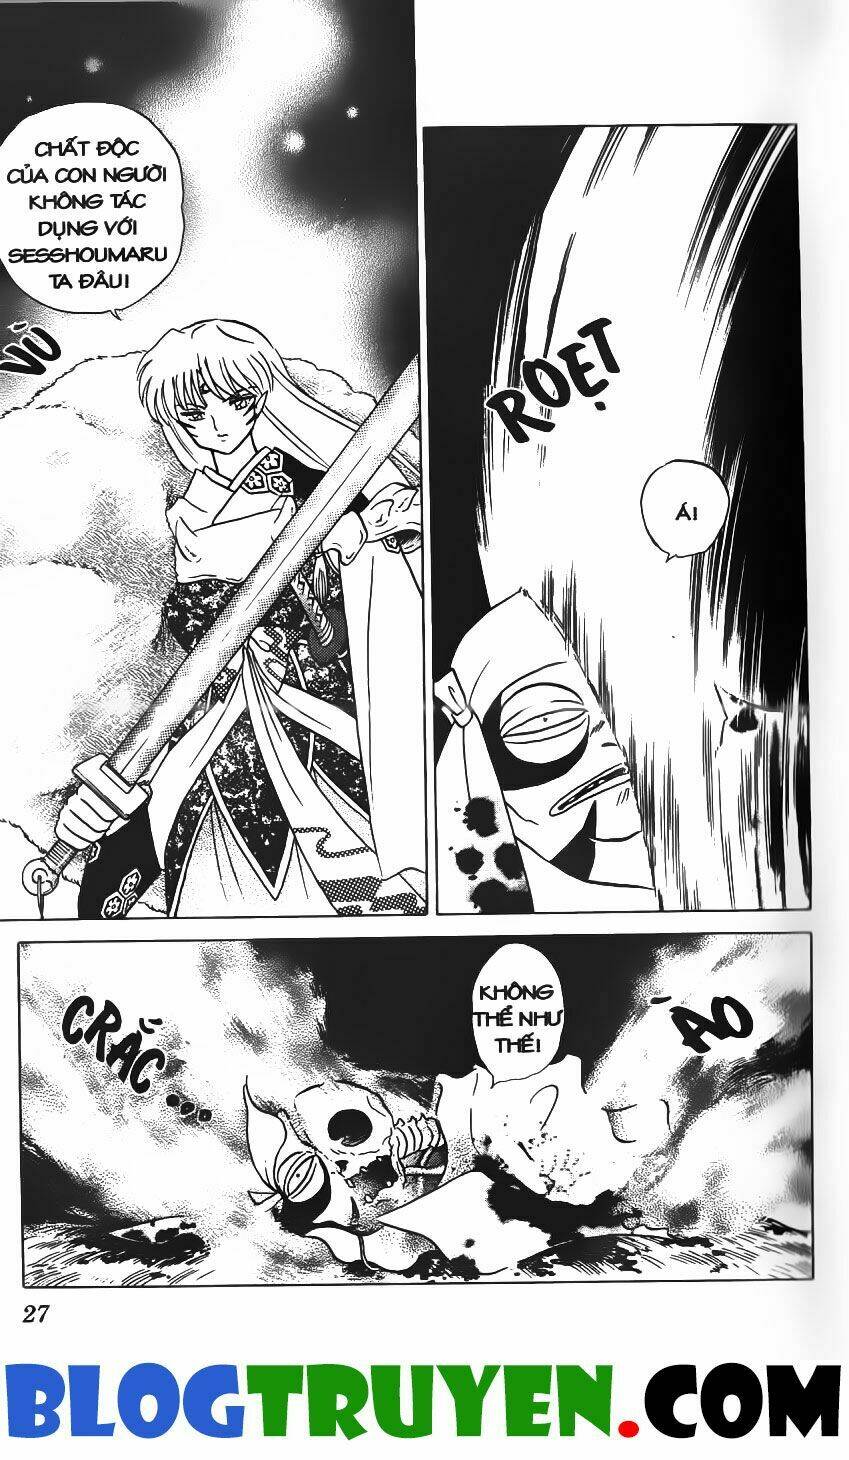 CHẤT ĐỘC
CỦA CON NGƯỜI
KHÔNG TÁC
DỤNG VỚI
SESSHOUMARU
TA ĐÂU!
VÙ
ROẸT
Á!
CRẮC...
KHÔNG
THỂ NHƯ
THẾ!
ÀO
27
BLOGTRUYEN.COM